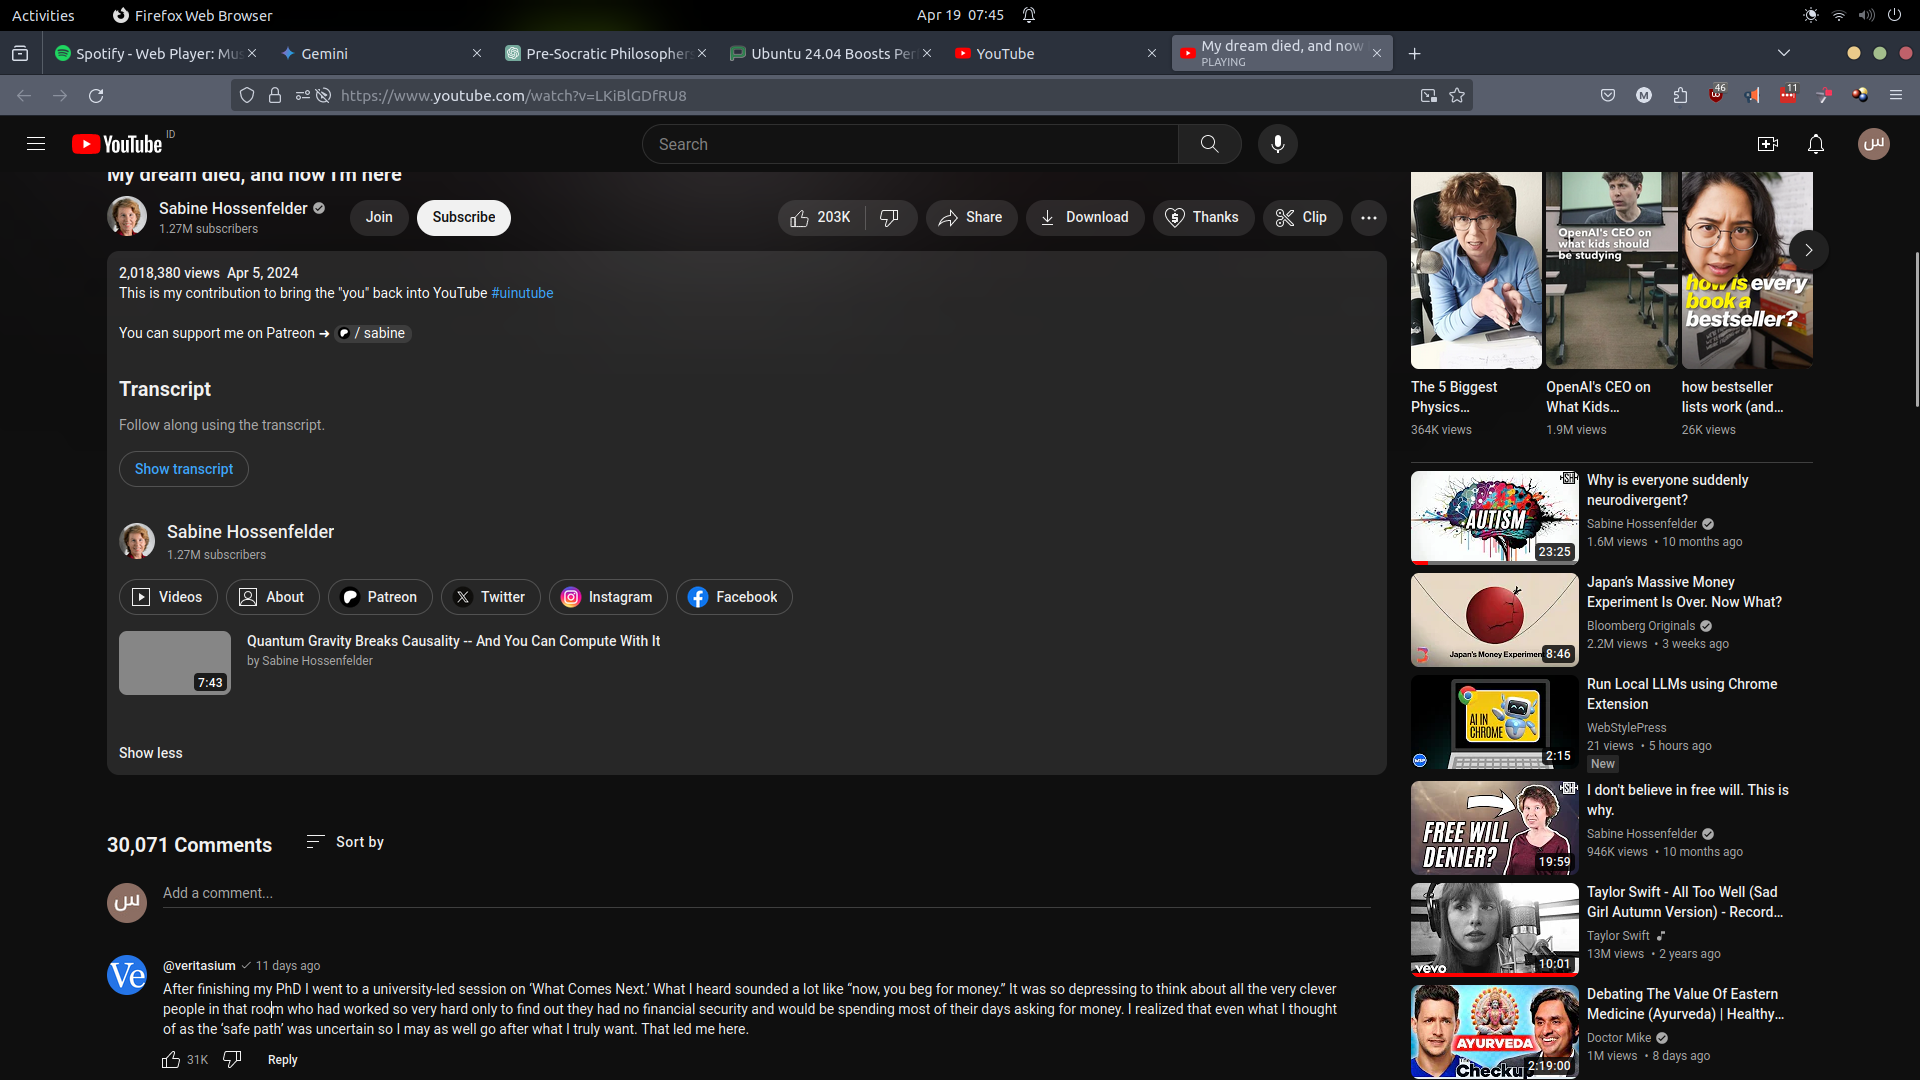 Activities
Firefox Web Browser
Apr 19 07:45
Spotify - Web Player: Mus
Gemini
Pre-Socratic Philosophers
Ubuntu 24.04 Boosts Per
YouTube
My dream died, and now
PLAYING
https://www.youtube.com/watch?v=LKiBlGDfRU8
46
11
M
YouTube ID
Search
س
My dream died, and now I'm here
Sabine Hossenfelder
1.27M subscribers
Join
Subscribe
203K
Share
Download
Thanks
Clip
2,018,380 views Apr 5, 2024
This is my contribution to bring the "you" back into YouTube #uinutube
You can support me on Patreon ➜ / sabine
Transcript
Follow along using the transcript.
Show transcript
Sabine Hossenfelder
1.27M subscribers
Videos
About
Patreon
Twitter
Instagram
Facebook
7:43
Quantum Gravity Breaks Causality -- And You Can Compute With It
by Sabine Hossenfelder
Show less
30,071 Comments
Sort by
س
Add a comment...
Ve
@veritasium 11 days ago
After finishing my PhD I went to a university-led session on ‘What Comes Next.’ What I heard sounded a lot like “now, you beg for money.” It was so depressing to think about all the very clever
people in that room who had worked so very hard only to find out they had no financial security and would be spending most of their days asking for money. I realized that even what I thought
of as the ‘safe path’ was uncertain so I may as well go after what I truly want. That led me here.
31K
Reply
OpenAI's CEO on
what kids should
be studying
how is every
book a
bestseller?
The 5 Biggest
Physics...
364K views
OpenAI's CEO on
What Kids...
1.9M views
how bestseller
lists work (and...
26K views
AUTISM
23:25
Why is everyone suddenly
neurodivergent?
Sabine Hossenfelder
1.6M views • 10 months ago
Japan's Money Experimen
8:46
Japan’s Massive Money
Experiment Is Over. Now What?
Bloomberg Originals
2.2M views • 3 weeks ago
AI IN
CHROME
2:15
Run Local LLMs using Chrome
Extension
WebStylePress
21 views • 5 hours ago
New
FREE WILL
DENIER?
19:59
I don't believe in free will. This is
why.
Sabine Hossenfelder
946K views • 10 months ago
vevo
10:01
Taylor Swift - All Too Well (Sad
Girl Autumn Version) - Record...
Taylor Swift
13M views • 2 years ago
AYURVEDA
Checkup
2:19:00
Debating The Value Of Eastern
Medicine (Ayurveda) | Healthy...
Doctor Mike
1M views • 8 days ago